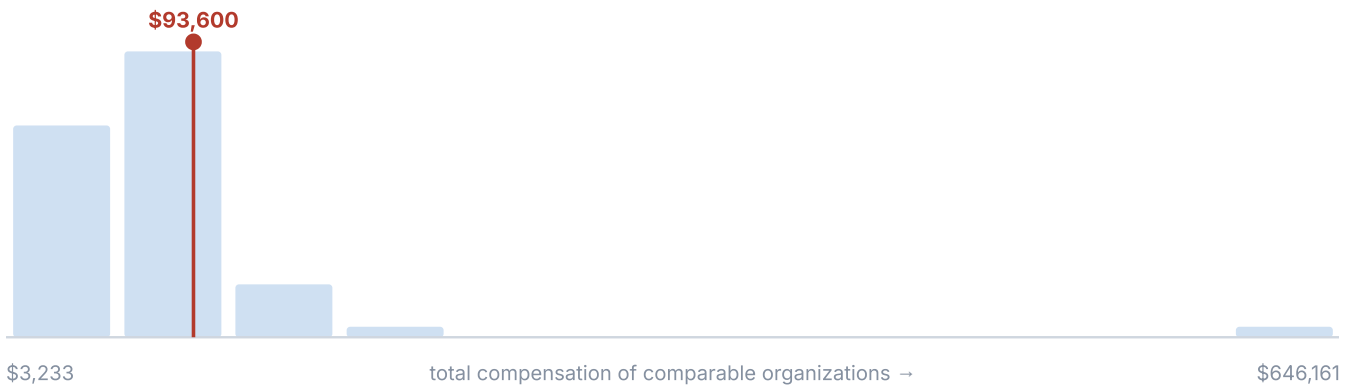 $93,600
$3,233 total compensation of comparable organizations → $646,161